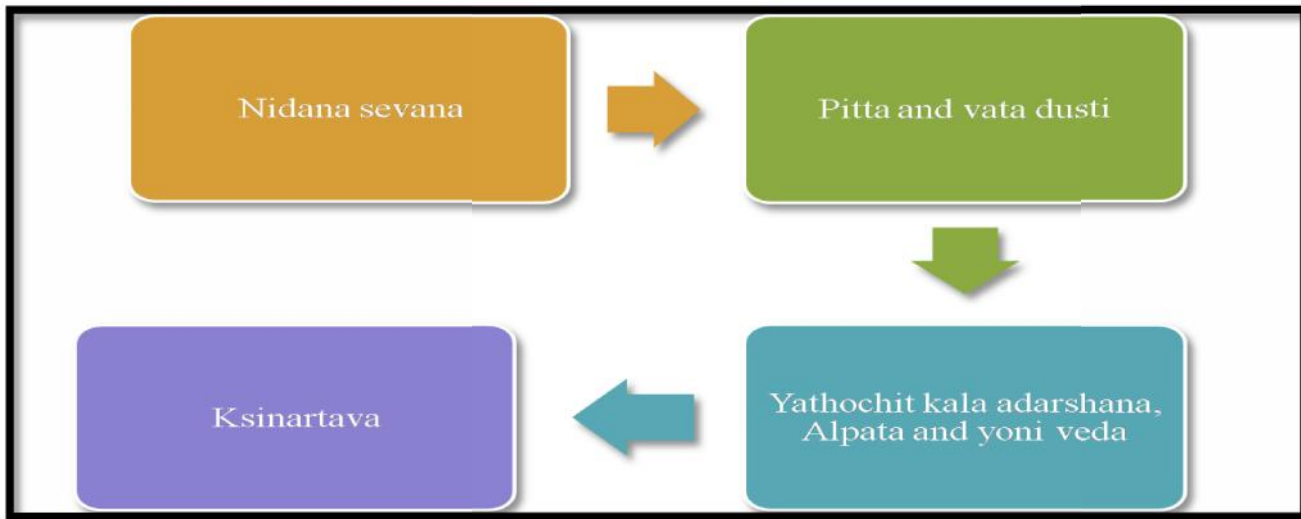 Nidana sevana
Pitta and vata dusti
Yathochit kala adarshana,
Alpata and yoni veda
Ksinartava